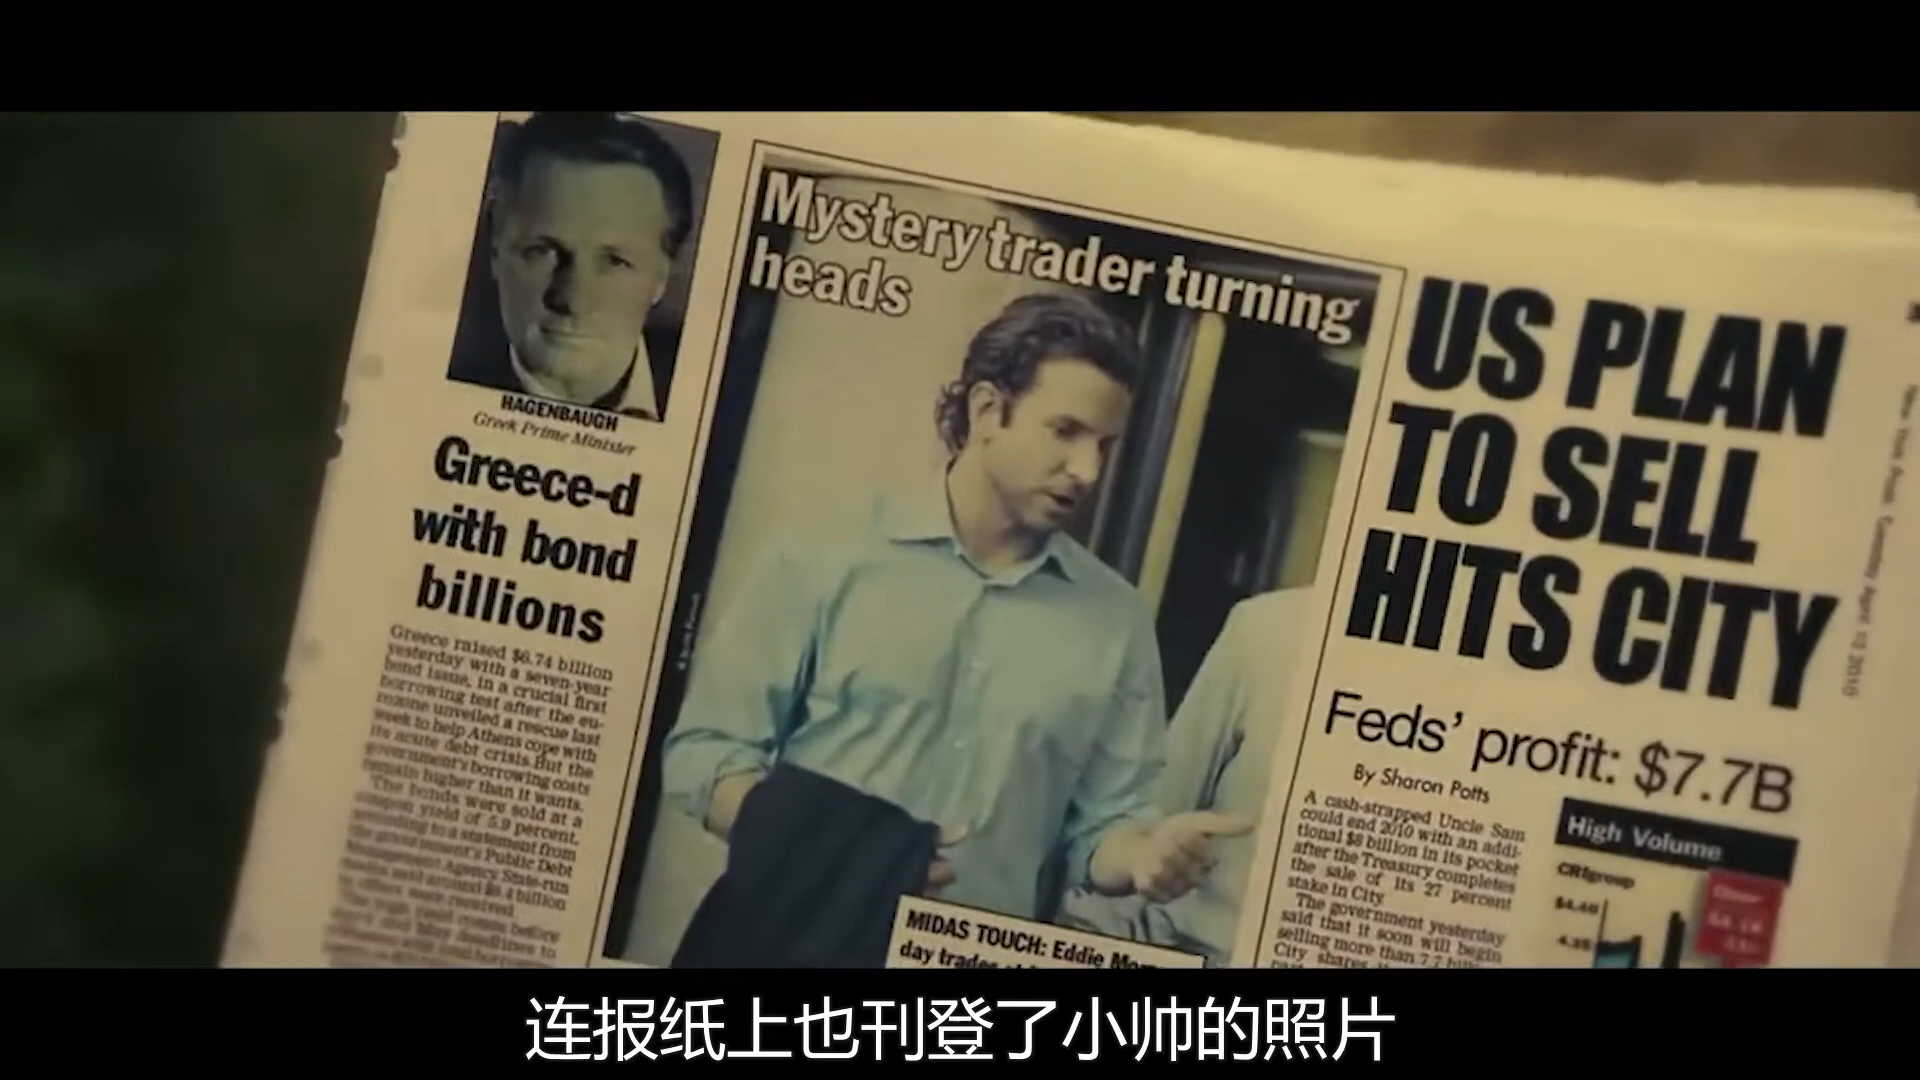 HAGENBAUGH
Greek Prime Minister
Greece-d
with bond
billions
Greece raised $6.74 billion
yesterday with a seven-year
bond issue, in a crucial first
borrowing test after the eu-
rozone unveiled a rescue last
week to help Athens cope with
its acute debt crisis. But the
government's borrowing costs
remain higher than it wants.
The bonds were sold at a
coupon yield of 5.9 percent,
according to a statement from
the government's Public Debt
Management Agency. State-run
Mystery trader turning
heads
MIDAS TOUCH: Eddie
day trades
US PLAN
TO SELL
HITS CITY
Feds' profit: $7.7B
By Sharon Potts
A cash-strapped Uncle Sam
could end 2010 with an addi-
tional $8 billion in its pocket
after the Treasury completes
the sale of its 27 percent
stake in City.
The government yesterday
said that it soon will begin
selling more than 7.7
City shares
High Volume
CRIgroup
$4.40
4.35
连报纸上也刊登了小帅的照片